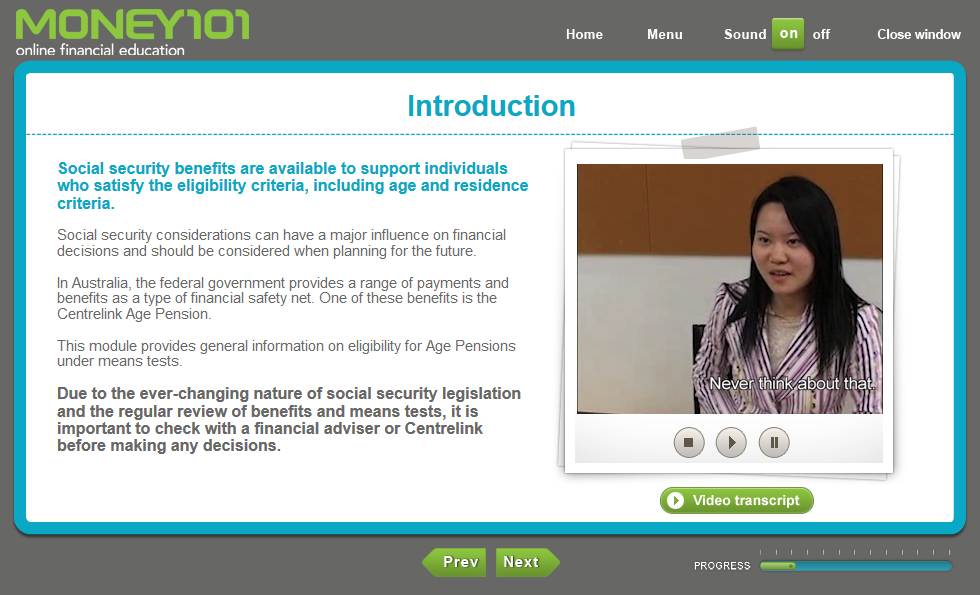 MONEY101
online financial education
Home Menu Sound on off Close window
Introduction
Social security benefits are available to support individuals
who satisfy the eligibility criteria, including age and residence
criteria.
Social security considerations can have a major influence on financial
decisions and should be considered when planning for the future.
In Australia, the federal government provides a range of payments and
benefits as a type of financial safety net. One of these benefits is the
Centrelink Age Pension.
This module provides general information on eligibility for Age Pensions
under means tests.
Due to the ever-changing nature of social security legislation
and the regular review of benefits and means tests, it is
important to check with a financial adviser or Centrelink
before making any decisions.
Never think about that.
Video transcript
Prev Next
PROGRESS